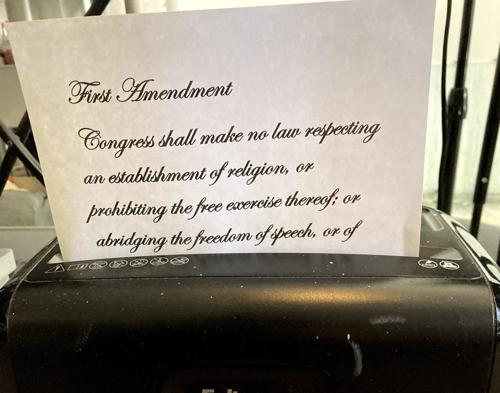 First Amendment
Congress shall make no law respecting
an establishment of religion, or
prohibiting the free exercise thereof; or
abridging the freedom of speech, or of